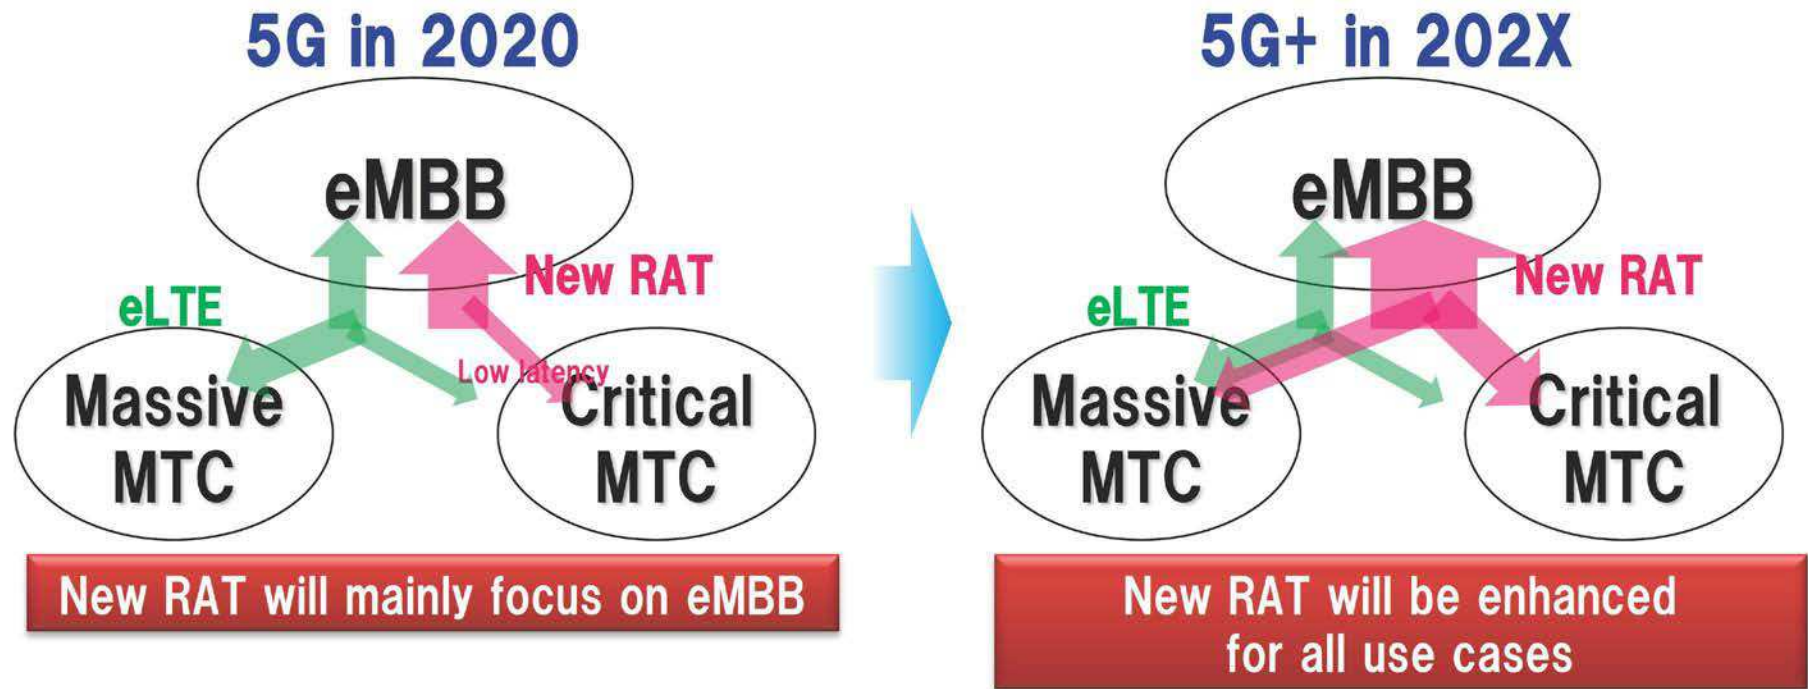 5G in 2020
eMBB
New RAT
eLTE
Low latency
Massive
MTC
Critical
MTC
New RAT will mainly focus on eMBB
5G+ in 202X
eMBB
New RAT
eLTE
Massive
MTC
Critical
MTC
New RAT will be enhanced
for all use cases